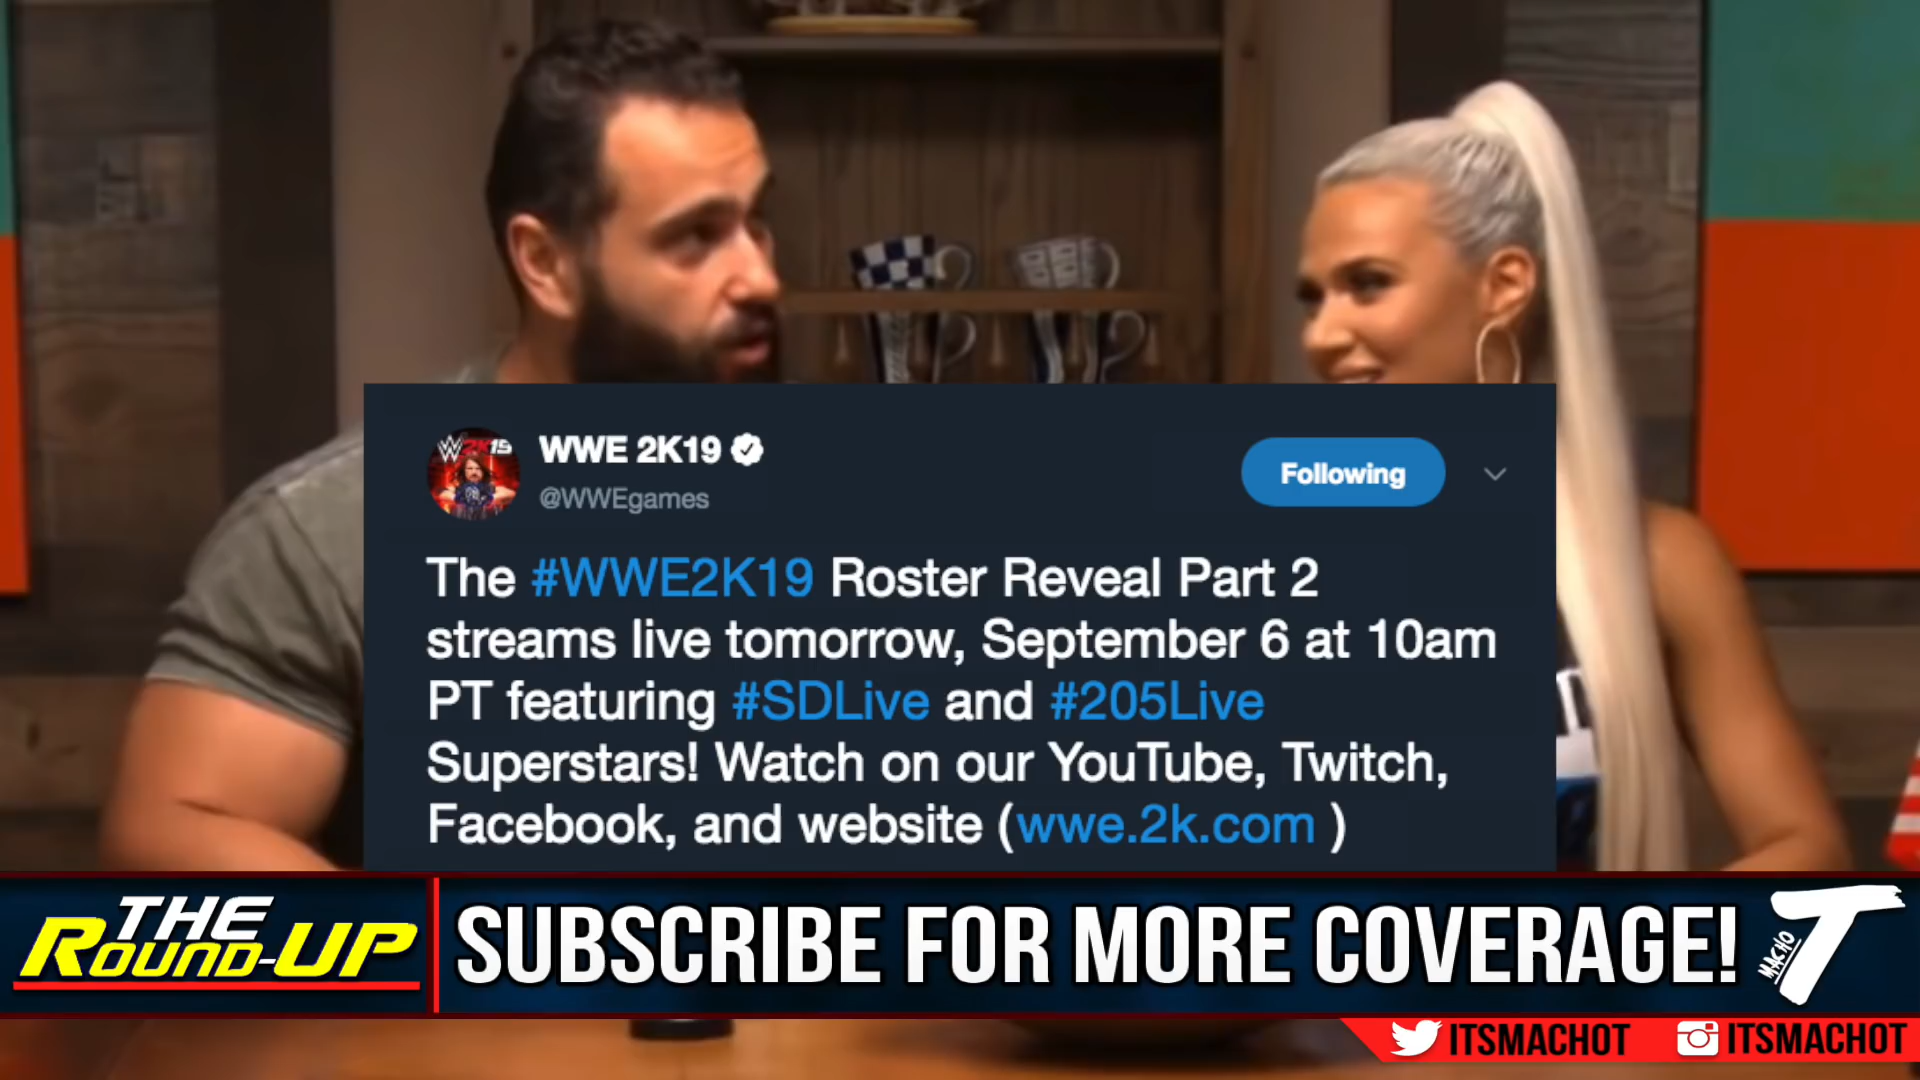 W2K19
WWE 2K19
@WWEgames
Following
The #WWE2K19 Roster Reveal Part 2
streams live tomorrow, September 6 at 10am
PT featuring #SDLive and #205Live
Superstars! Watch on our YouTube, Twitch,
Facebook, and website (wwe.2k.com )
THE
ROUND-UP
SUBSCRIBE FOR MORE COVERAGE!
MACHO T
ITSMACHOT
ITSMACHOT